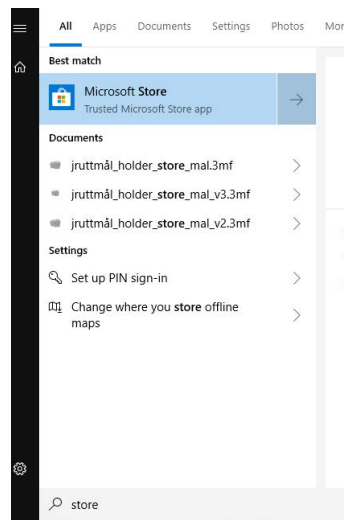 All Apps Documents Settings Photos
Best match
Microsoft Store
Trusted Microsoft Store app
Documents
jruttmål_holder_store_mal.3mf
jruttmål_holder_store_mal_v3.3mf
jruttmål_holder_store_mal_v2.3mf
Settings
Set up PIN sign-in
Change where you store offline
maps
store